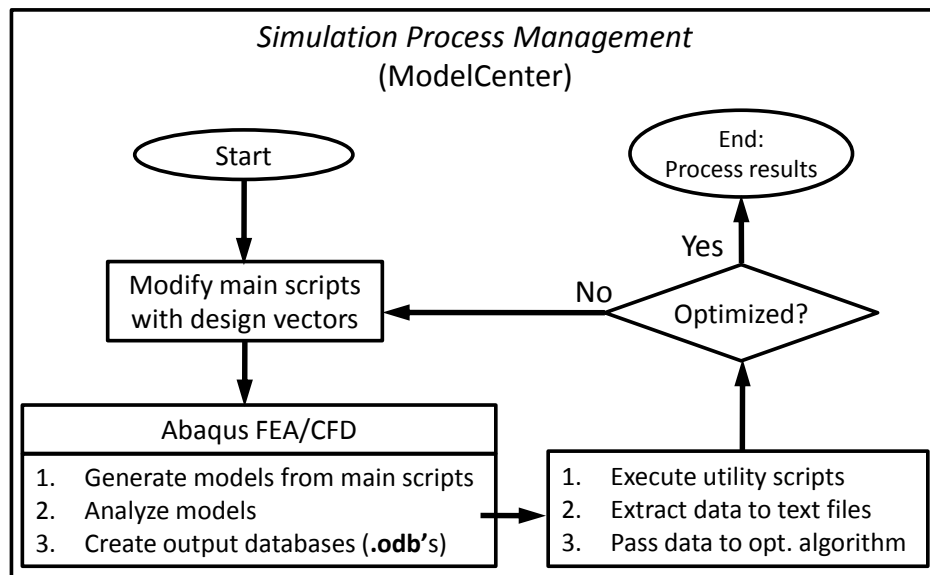 Simulation Process Management
(ModelCenter)
Start
End:
Process results
Yes
No
Modify main scripts
with design vectors
Optimized?
Abaqus FEA/CFD
1. Generate models from main scripts
2. Analyze models
3. Create output databases (.odb's)
1. Execute utility scripts
2. Extract data to text files
3. Pass data to opt. algorithm